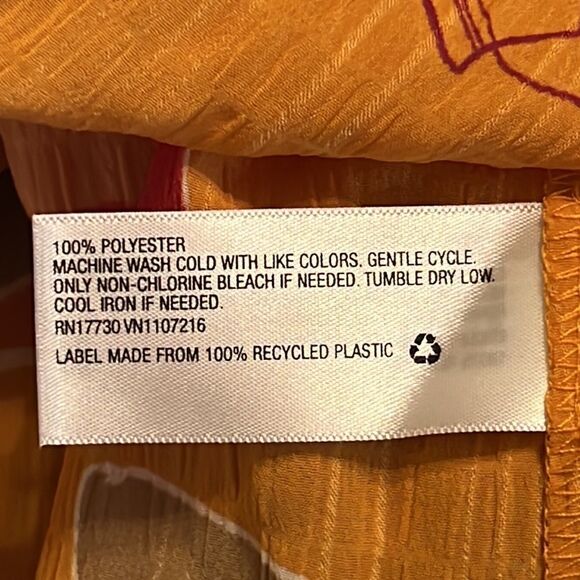 100% POLYESTER
MACHINE WASH COLD WITH LIKE COLORS. GENTLE CYCLE.
ONLY NON-CHLORINE BLEACH IF NEEDED. TUMBLE DRY LOW.
COOL IRON IF NEEDED.
RN17730 VN1107216
LABEL MADE FROM 100% RECYCLED PLASTIC